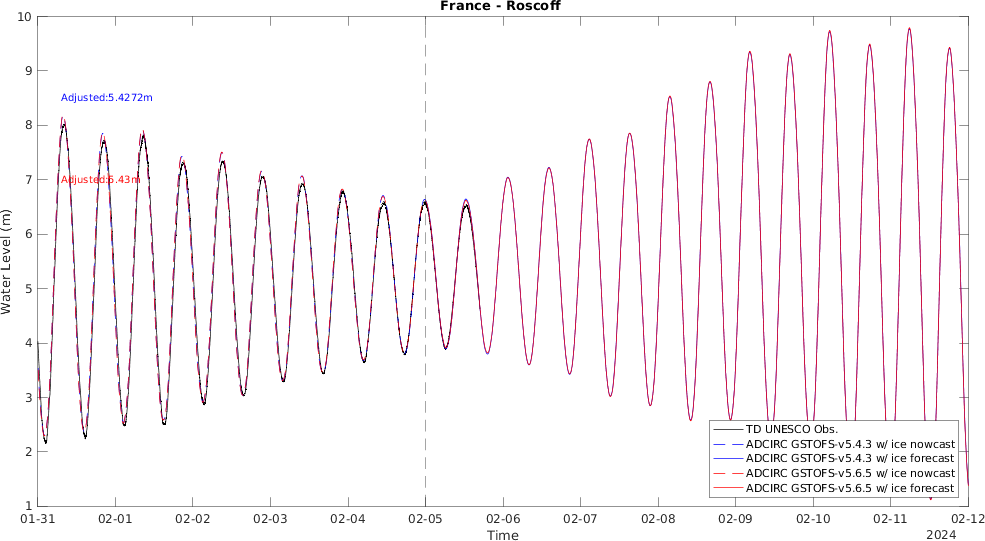 France - Roscoff
10
9
8
7
6
5
4
3
2
1
Water Level (m)
Adjusted:5.4272m
Adjusted:5.43m
TD UNESCO Obs.
ADCIRC GSTOFS-v5.4.3 w/ ice nowcast
ADCIRC GSTOFS-v5.4.3 w/ ice forecast
ADCIRC GSTOFS-v5.6.5 w/ ice nowcast
ADCIRC GSTOFS-v5.6.5 w/ ice forecast
01-31 02-01 02-02 02-03 02-04 02-05 02-06 02-07 02-08 02-09 02-10 02-11 02-12
Time
2024